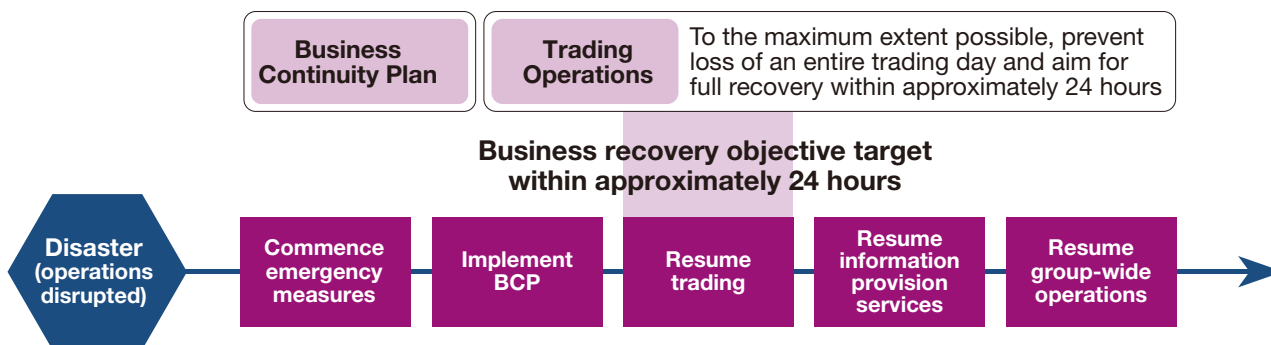 Business
Continuity Plan
Trading
Operations
To the maximum extent possible, prevent
loss of an entire trading day and aim for
full recovery within approximately 24 hours
Business recovery objective target
within approximately 24 hours
Disaster
(operations
disrupted)
Commence
emergency
measures
Implement
BCP
Resume
trading
Resume
information
provision
services
Resume
group-wide
operations